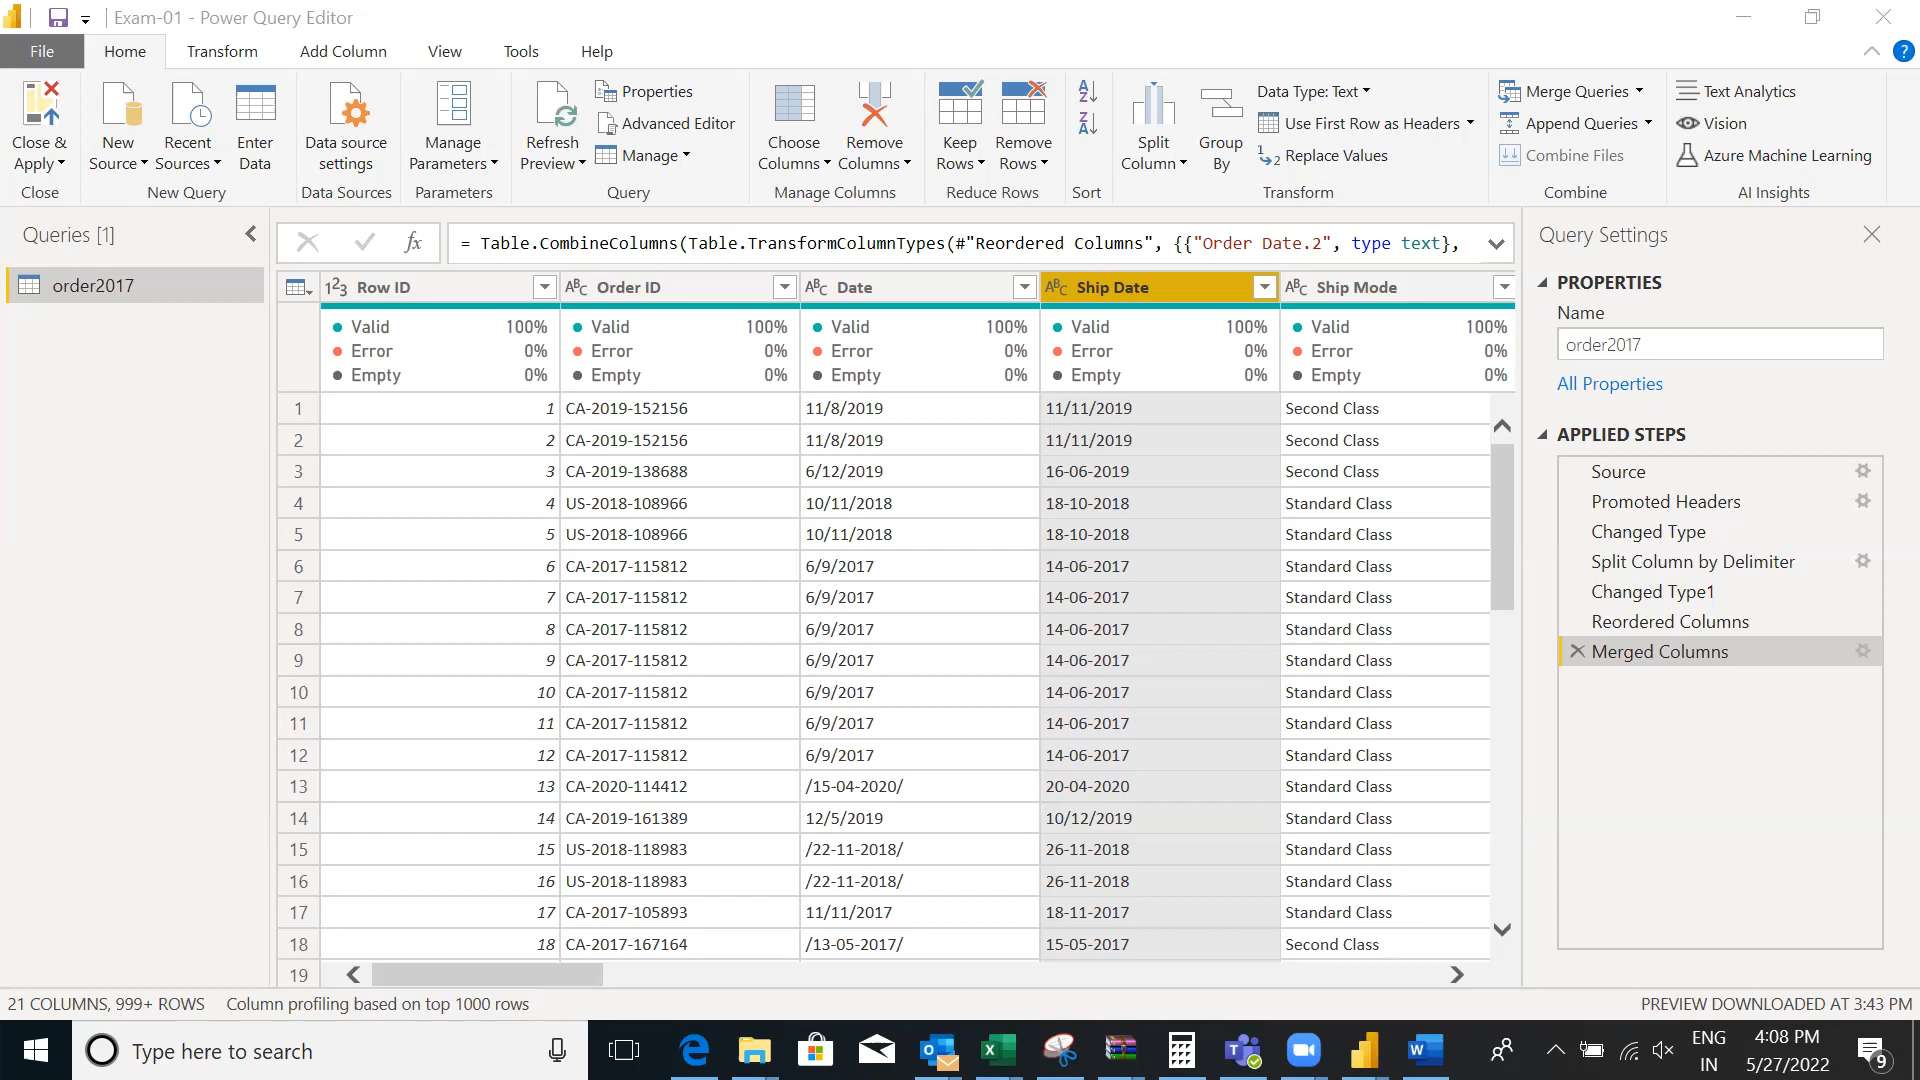 Exam-01 - Power Query Editor
File Home Transform Add Column View Tools Help
Close & Apply
New Source
Recent Sources
Enter Data
Data source settings
Manage Parameters
Refresh Preview
Properties
Advanced Editor
Manage
Choose Columns
Remove Columns
Keep Rows
Remove Rows
Split Column
Group By
Data Type: Text
Use First Row as Headers
Replace Values
Merge Queries
Append Queries
Combine Files
Text Analytics
Vision
Azure Machine Learning
Close New Query Data Sources Parameters Query Manage Columns Reduce Rows Sort Transform Combine AI Insights
Queries [1]
order2017
fx = Table.CombineColumns(Table.TransformColumnTypes(#"Reordered Columns", {{"Order Date.2", type text},
123 Row ID ABC Order ID ABC Date ABC Ship Date ABC Ship Mode
Valid 100% Valid 100% Valid 100% Valid 100% Valid 100%
Error 0% Error 0% Error 0% Error 0% Error 0%
Empty 0% Empty 0% Empty 0% Empty 0% Empty 0%
1 1 CA-2019-152156 11/8/2019 11/11/2019 Second Class
2 2 CA-2019-152156 11/8/2019 11/11/2019 Second Class
3 3 CA-2019-138688 6/12/2019 16-06-2019 Second Class
4 4 US-2018-108966 10/11/2018 18-10-2018 Standard Class
5 5 US-2018-108966 10/11/2018 18-10-2018 Standard Class
6 6 CA-2017-115812 6/9/2017 14-06-2017 Standard Class
7 7 CA-2017-115812 6/9/2017 14-06-2017 Standard Class
8 8 CA-2017-115812 6/9/2017 14-06-2017 Standard Class
9 9 CA-2017-115812 6/9/2017 14-06-2017 Standard Class
10 10 CA-2017-115812 6/9/2017 14-06-2017 Standard Class
11 11 CA-2017-115812 6/9/2017 14-06-2017 Standard Class
12 12 CA-2017-115812 6/9/2017 14-06-2017 Standard Class
13 13 CA-2020-114412 /15-04-2020/ 20-04-2020 Standard Class
14 14 CA-2019-161389 12/5/2019 10/12/2019 Standard Class
15 15 US-2018-118983 /22-11-2018/ 26-11-2018 Standard Class
16 16 US-2018-118983 /22-11-2018/ 26-11-2018 Standard Class
17 17 CA-2017-105893 11/11/2017 18-11-2017 Standard Class
18 18 CA-2017-167164 /13-05-2017/ 15-05-2017 Second Class
19
Query Settings
PROPERTIES
Name
order2017
All Properties
APPLIED STEPS
Source
Promoted Headers
Changed Type
Split Column by Delimiter
Changed Type1
Reordered Columns
Merged Columns
21 COLUMNS, 999+ ROWS Column profiling based on top 1000 rows PREVIEW DOWNLOADED AT 3:43 PM
Type here to search
ENG
IN
4:08 PM
5/27/2022
9